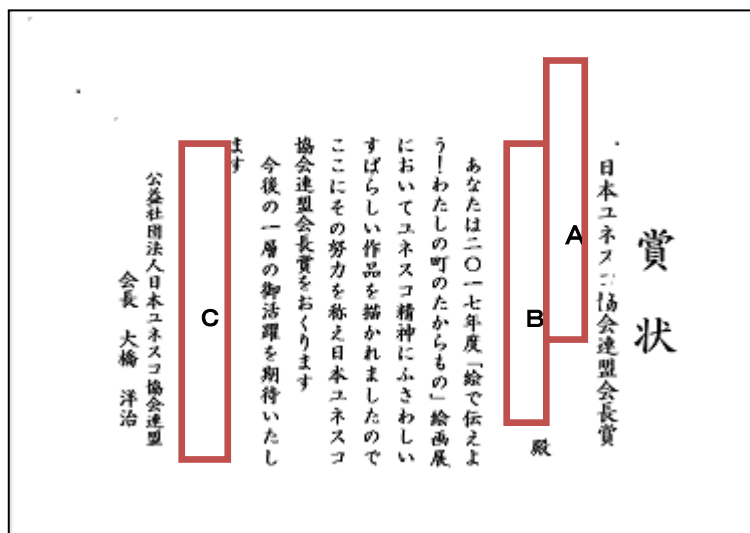 賞状
日本ユネスコ協会連盟会長賞
A
B
殿
あなたは二〇一七年度「絵で伝えよ
う！わたしの町のたからもの」絵画展
においてユネスコ精神にふさわしい
すばらしい作品を描かれましたので
ここにその努力を称え日本ユネスコ
協会連盟会長賞をおくります
今後の一層の御活躍を期待いたし
ます
C
公益社団法人日本ユネスコ協会連盟
会長 大橋 洋治